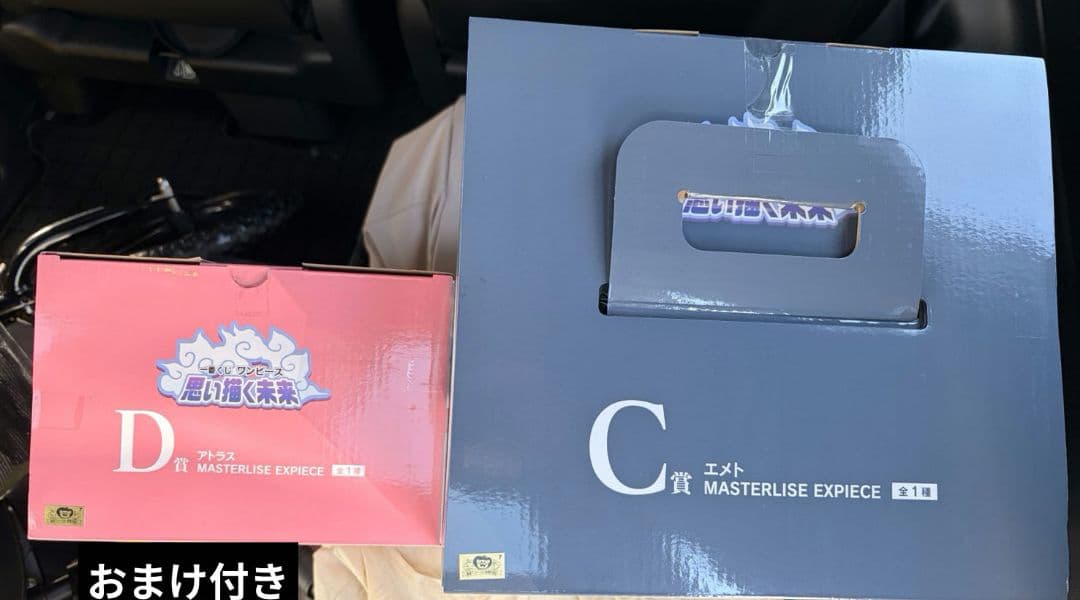 一番くじ ワンピース
思い描く未来
D賞
アトラス
MASTERLISE EXPIECE 全1種
おまけ付き
思い描く未来
C賞
エメト
MASTERLISE EXPIECE 全1種